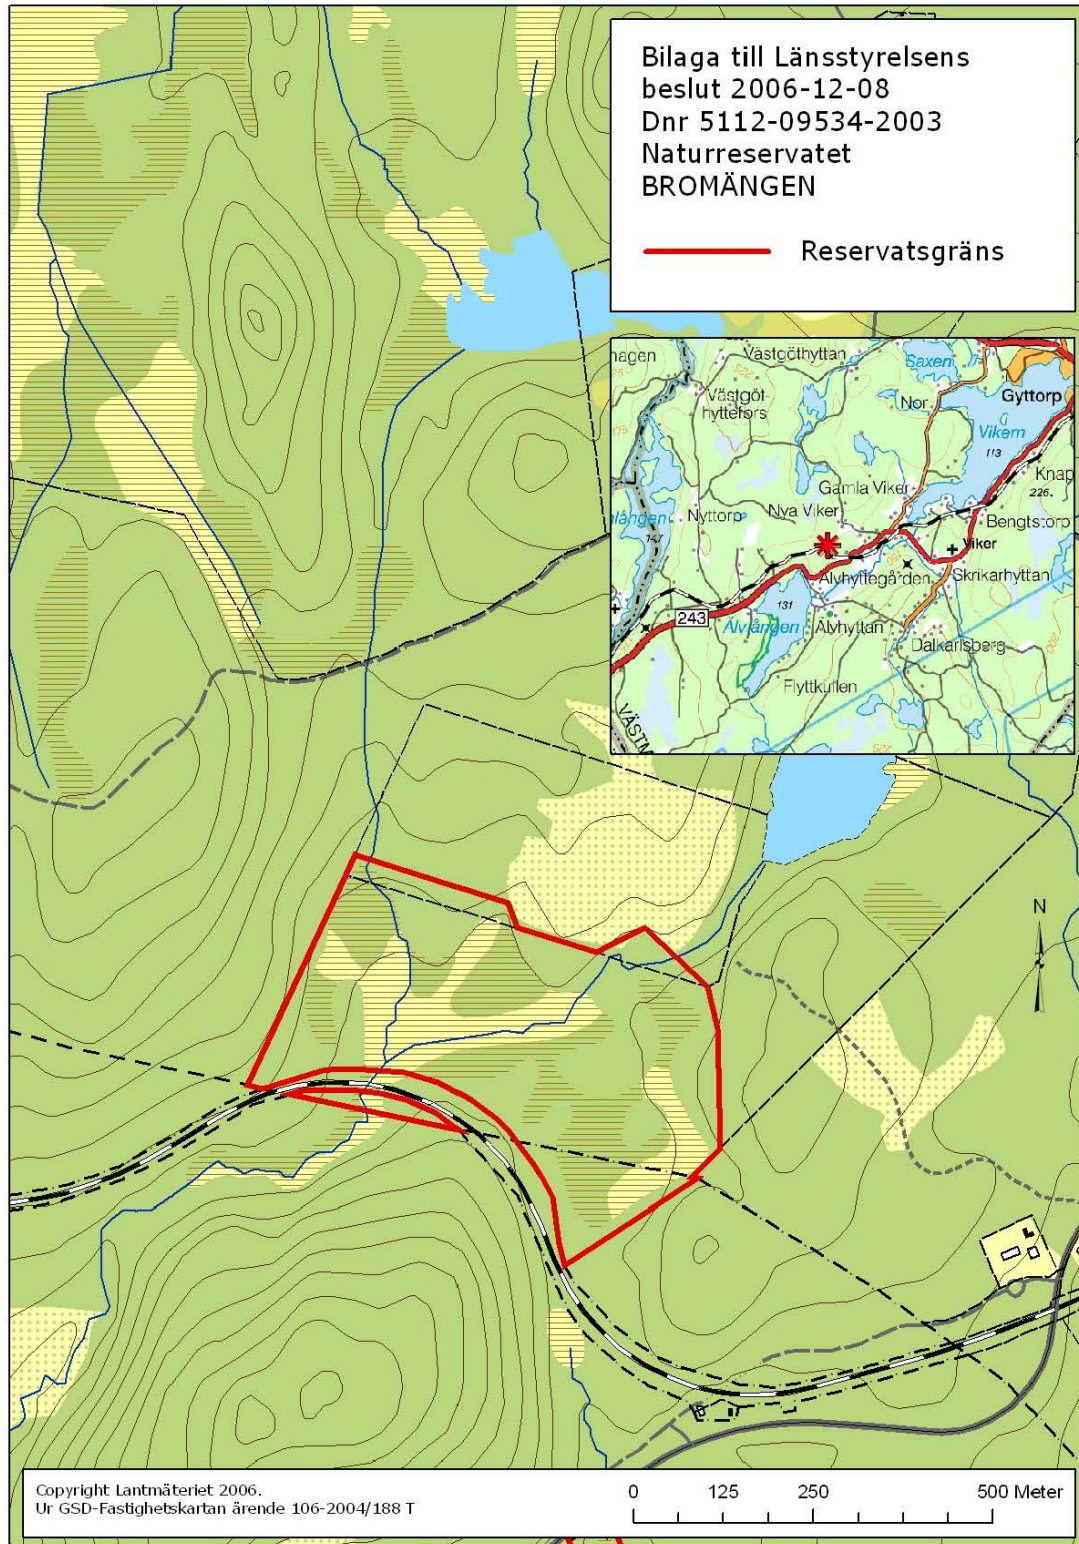 Bilaga till Länsstyrelsens
beslut 2006-12-08
Dnr 5112-09534-2003
Naturreservatet
BROMÄNGEN
Reservatsgräns
Västgöthyttan
Saxen
Västgöt-
hyttefors
Nor
Gyttorp
Vikern
113
Knap
226.
Gamla Viker
Nyttorp
Nya Viker
Bengtstorp
Viker
147
Älvhyttegården
Skrikarhyttan
243
131
Älvlången
Älvhyttan
Dalkarlsberg
Flyttkullen
VÄSTM
N
Copyright Lantmäteriet 2006.
Ur GSD-Fastighetskartan ärende 106-2004/188 T
0 125 250 500 Meter